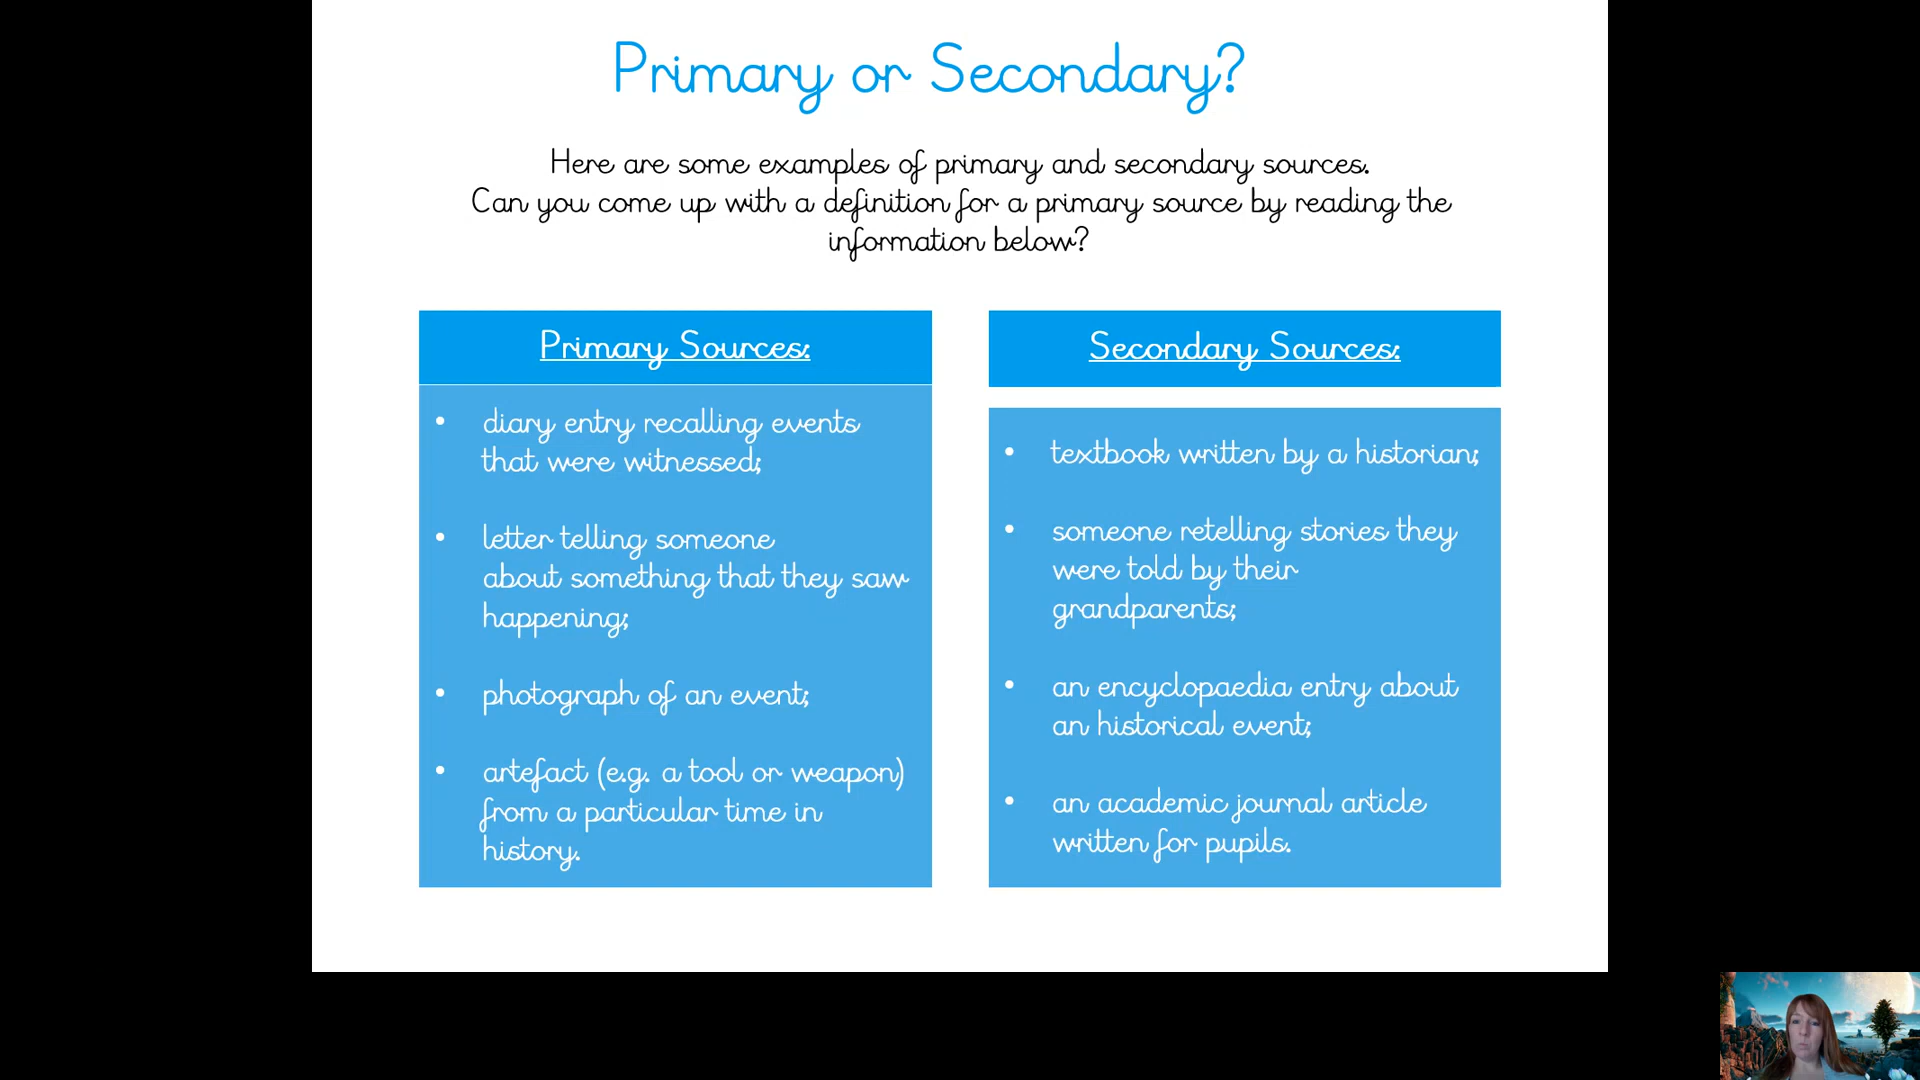 Primary or Secondary?
Here are some examples of primary and secondary sources.
Can you come up with a definition for a primary source by reading the
information below?
Primary Sources:
• diary entry recalling events
that were witnessed;
• letter telling someone
about something that they saw
happening;
• photograph of an event;
• artefact (e.g. a tool or weapon)
from a particular time in
history.
Secondary Sources:
• textbook written by a historian;
• someone retelling stories they
were told by their
grandparents;
• an encyclopaedia entry about
an historical event;
• an academic journal article
written for pupils.